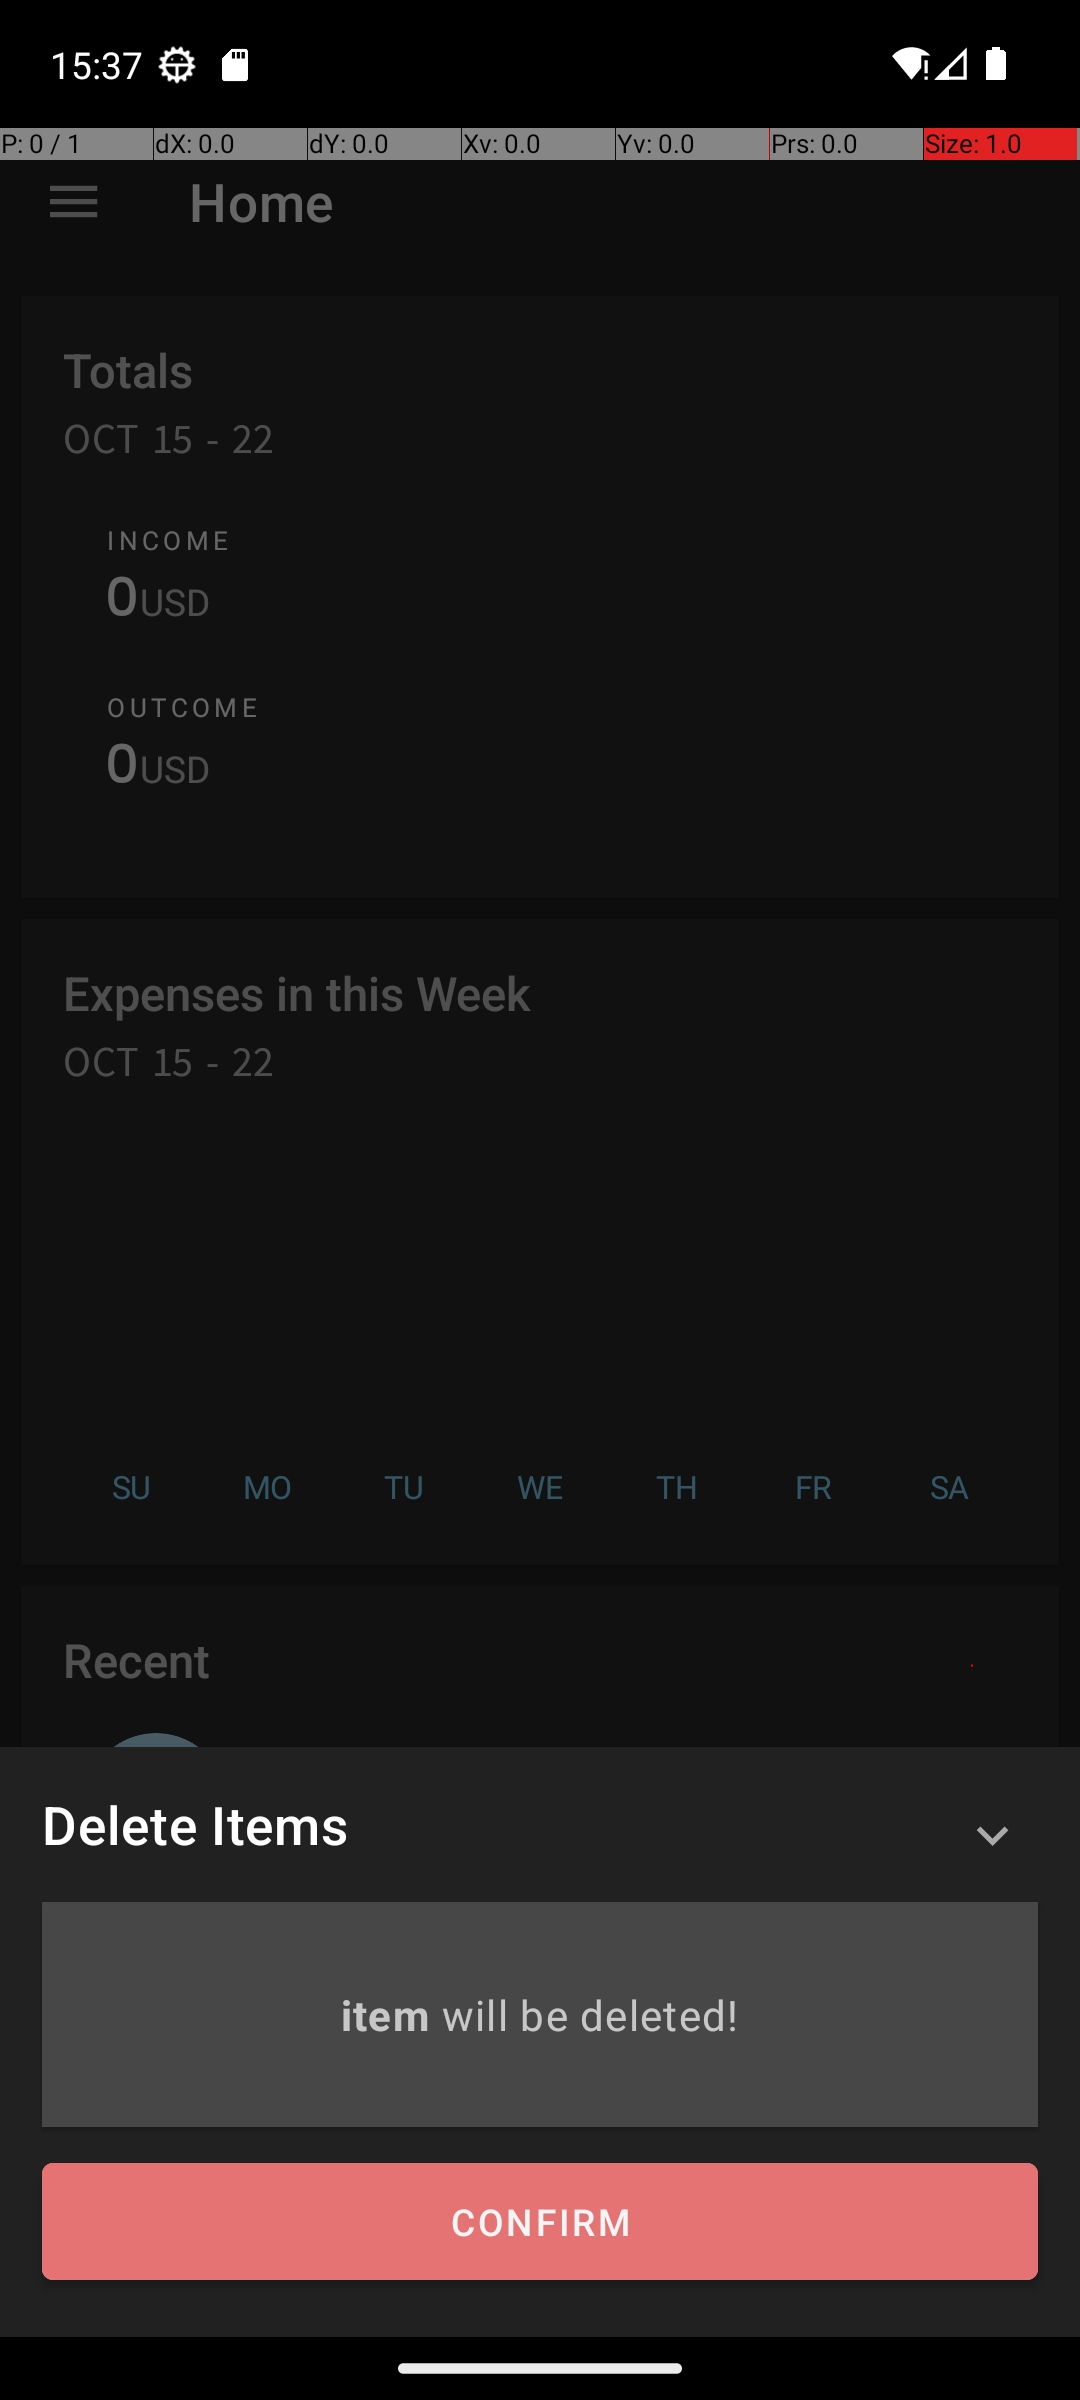 15:37
P: 0 / 1 dX: 0.0 dY: 0.0 Xv: 0.0 Yv: 0.0 Prs: 0.0 Size: 1.0
Home
Totals
OCT 15 - 22
INCOME
0USD
OUTCOME
0USD
Expenses in this Week
OCT 15 - 22
SU MO TU WE TH FR SA
Recent
Delete Items
item will be deleted!
CONFIRM